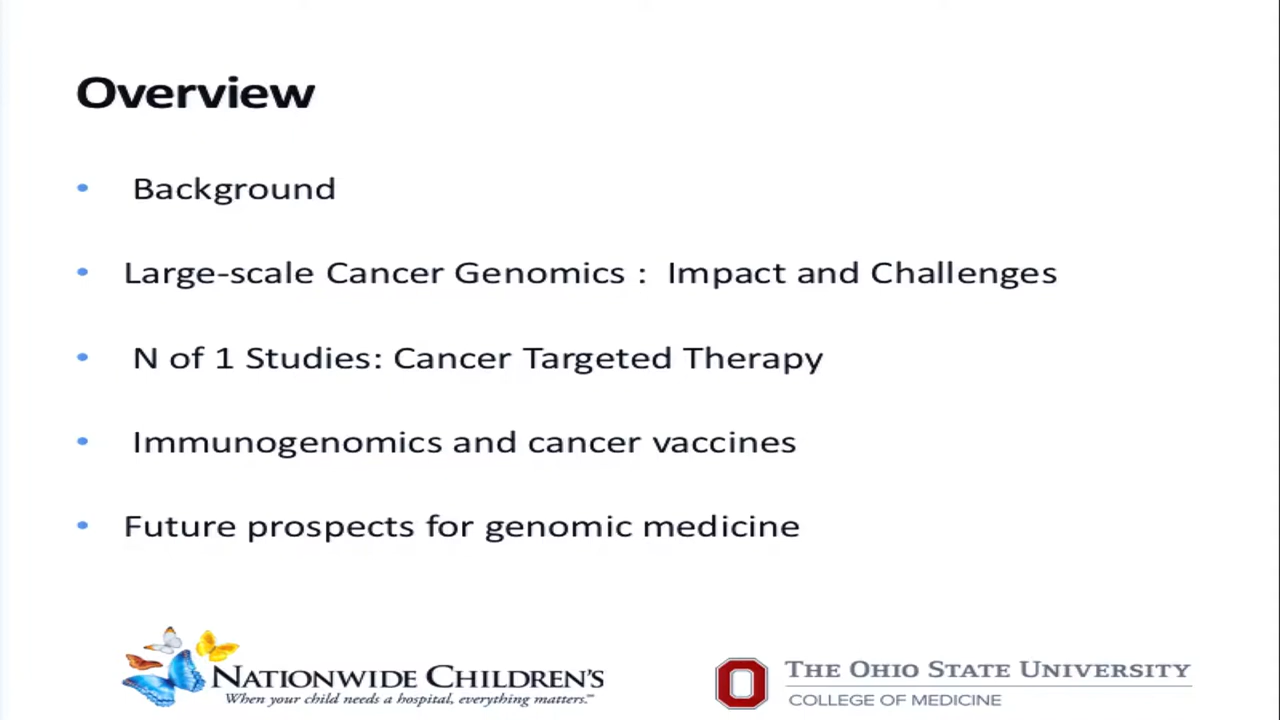 Overview
• Background
• Large-scale Cancer Genomics : Impact and Challenges
• N of 1 Studies: Cancer Targeted Therapy
• Immunogenomics and cancer vaccines
• Future prospects for genomic medicine
NATIONWIDE CHILDREN'S
When your child needs a hospital, everything matters.™
THE OHIO STATE UNIVERSITY
COLLEGE OF MEDICINE